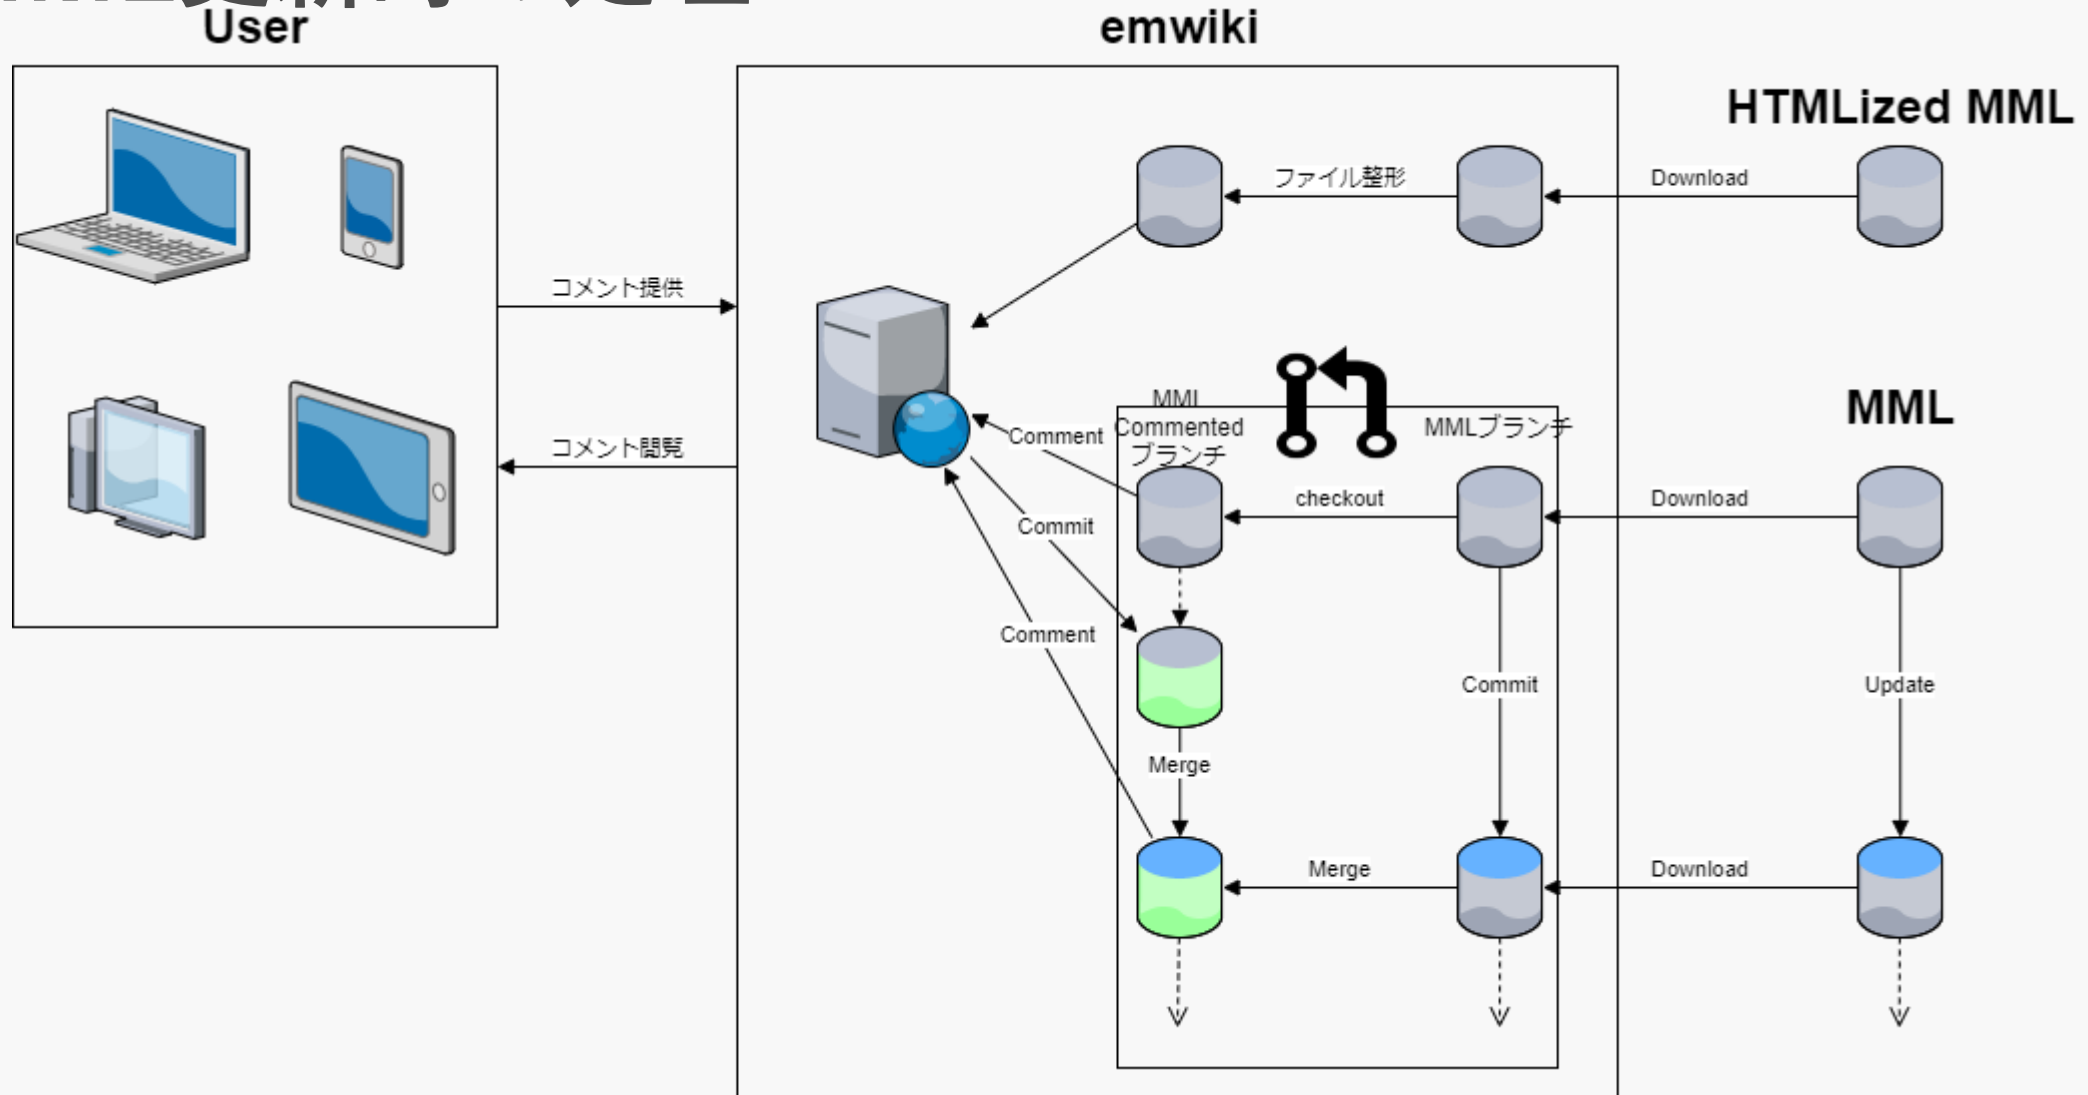 User
emwiki
HTMLized MML
ファイル整形
Download
コメント提供
MML
MML
Commented
ブランチ
MMLブランチ
Comment
コメント閲覧
checkout
Download
Commit
Comment
Commit
Update
Merge
Merge
Download